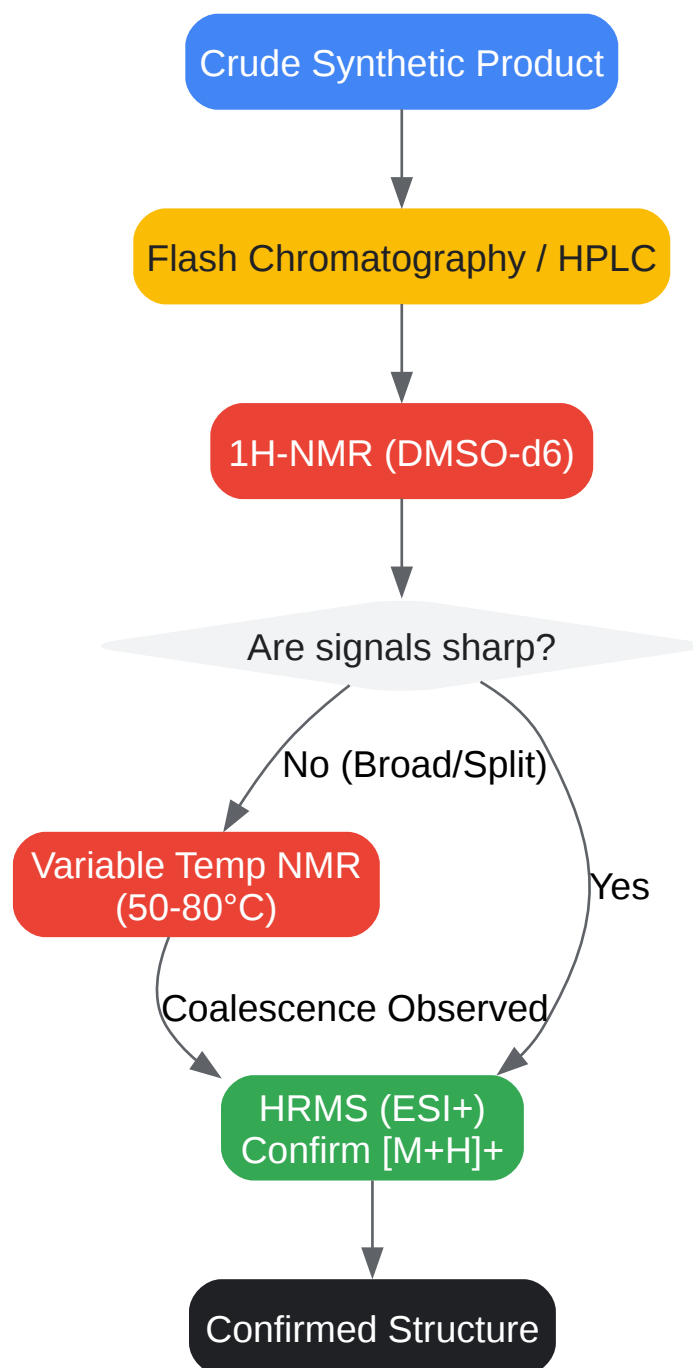 Crude Synthetic Product
Flash Chromatography / HPLC
1H-NMR (DMSO-d6)
Are signals sharp?
No (Broad/Split)
Variable Temp NMR
(50-80°C)
Yes
Coalescence Observed
HRMS (ESI+)
Confirm [M+H]+
Confirmed Structure